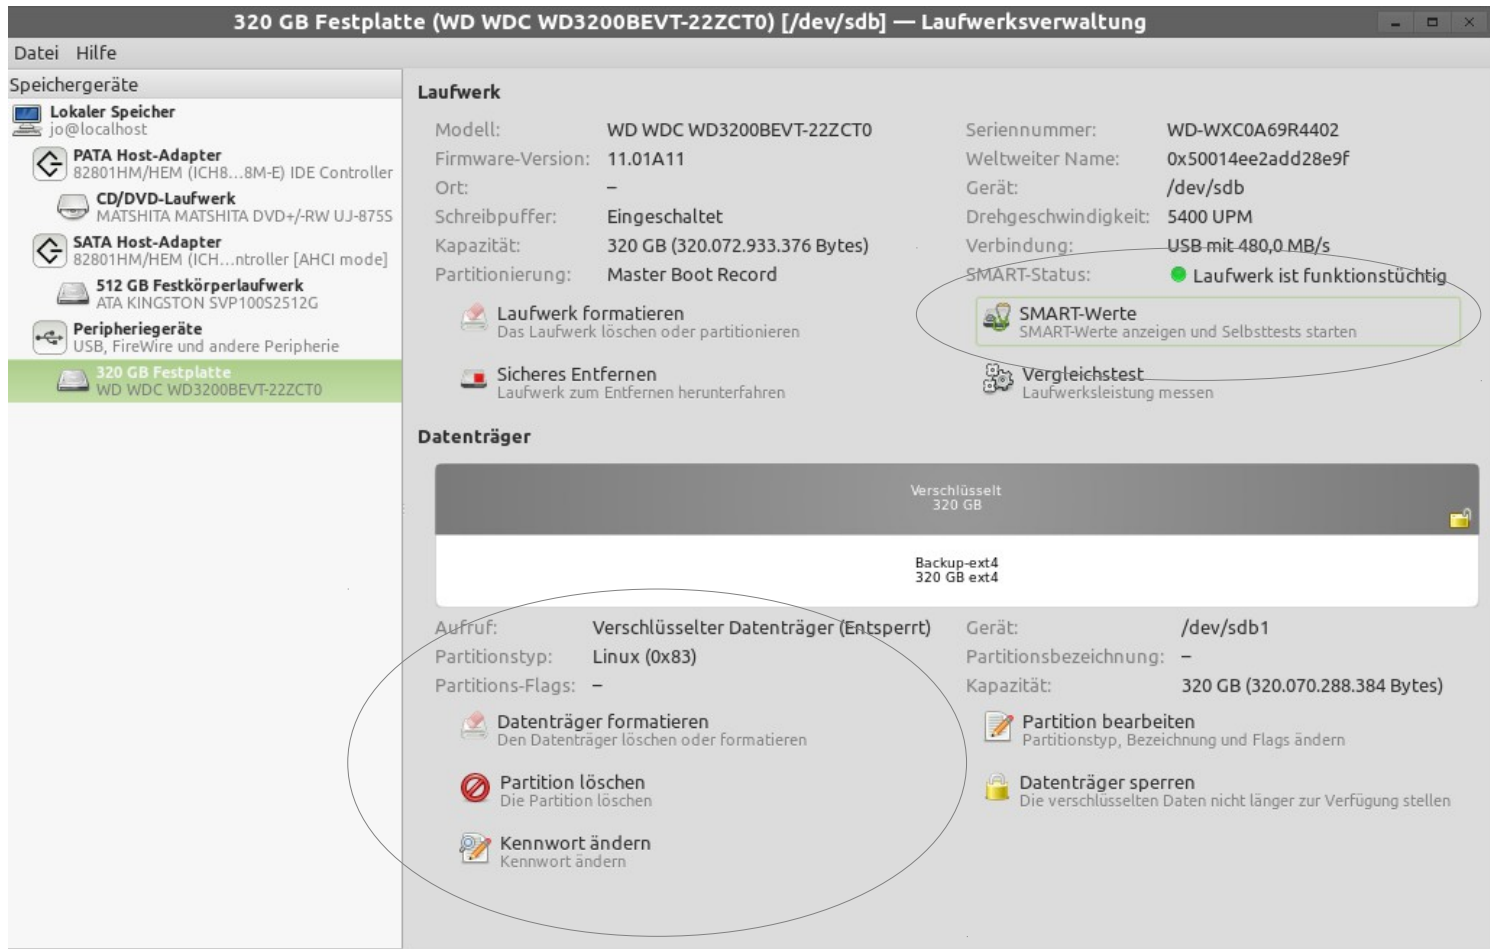 320 GB Festplatte (WD WDC WD3200BEVT-22ZCT0) [/dev/sdb] — Laufwerksverwaltung
Datei Hilfe
Speichergeräte
Lokaler Speicher
jo@localhost
PATA Host-Adapter
82801HM/HEM (ICH8...8M-E) IDE Controller
CD/DVD-Laufwerk
MATSHITA MATSHITA DVD+/-RW UJ-875S
SATA Host-Adapter
82801HM/HEM (ICH...ntroller [AHCI mode]
512 GB Festkörperlaufwerk
ATA KINGSTON SVP100S2512G
Peripheriegeräte
USB, FireWire und andere Peripherie
320 GB Festplatte
WD WDC WD3200BEVT-22ZCT0
Laufwerk
Modell: WD WDC WD3200BEVT-22ZCT0 Seriennummer: WD-WXC0A69R4402
Firmware-Version: 11.01A11 Weltweiter Name: 0x50014ee2add28e9f
Ort: – Gerät: /dev/sdb
Schreibpuffer: Eingeschaltet Drehgeschwindigkeit: 5400 UPM
Kapazität: 320 GB (320.072.933.376 Bytes) Verbindung: USB mit 480,0 MB/s
Partitionierung: Master Boot Record SMART-Status: Laufwerk ist funktionstüchtig
Laufwerk formatieren SMART-Werte
Das Laufwerk löschen oder partitionieren SMART-Werte anzeigen und Selbsttests starten
Sicheres Entfernen Vergleichstest
Laufwerk zum Entfernen herunterfahren Laufwerksleistung messen
Datenträger
Verschlüsselt
320 GB
Backup-ext4
320 GB ext4
Aufruf: Verschlüsselter Datenträger (Entsperrt) Gerät: /dev/sdb1
Partitionstyp: Linux (0x83) Partitionsbezeichnung: –
Partitions-Flags: – Kapazität: 320 GB (320.070.288.384 Bytes)
Datenträger formatieren Partition bearbeiten
Den Datenträger löschen oder formatieren Partitionstyp, Bezeichnung und Flags ändern
Partition löschen Datenträger sperren
Die Partition löschen Die verschlüsselten Daten nicht länger zur Verfügung stellen
Kennwort ändern
Kennwort ändern